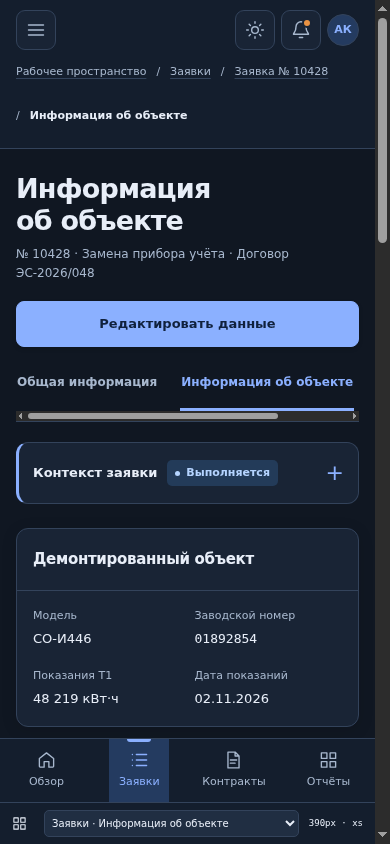 АК
Рабочее пространство / Заявки / Заявка № 10428
/ Информация об объекте
Информация
об объекте
№ 10428 · Замена прибора учёта · Договор
ЭС-2026/048
Редактировать данные
Общая информация Информация об объекте
Контекст заявки Выполняется
Демонтированный объект
Модель Заводской номер
СО-И446 01892854
Показания Т1 Дата показаний
48 219 кВт·ч 02.11.2026
Обзор Заявки Контракты Отчёты
Заявки · Информация об объекте 390px · xs